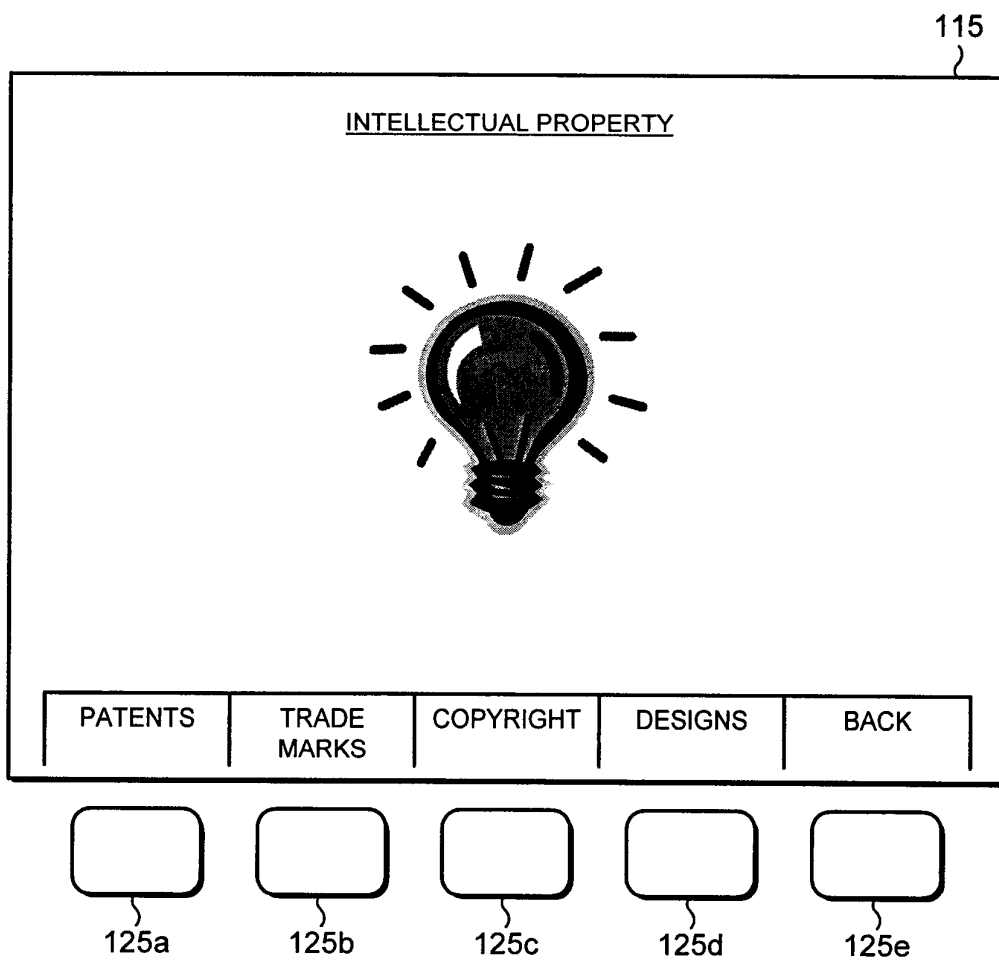 115
INTELLECTUAL PROPERTY
PATENTS
TRADE
MARKS
COPYRIGHT
DESIGNS
BACK
125a
125b
125c
125d
125e